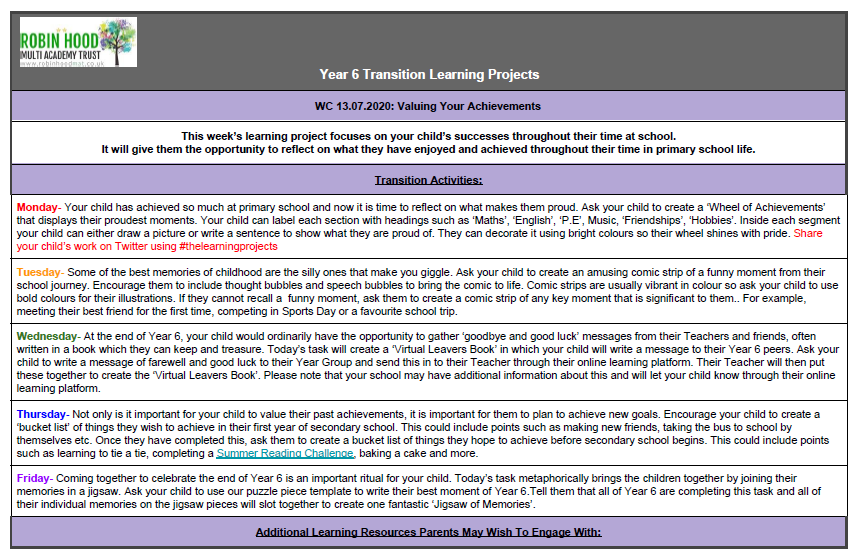 ROBIN HOOD
MULTI ACADEMY TRUST
www.robinhoodmat.co.uk
Year 6 Transition Learning Projects
WC 13.07.2020: Valuing Your Achievements
This week's learning project focuses on your child's successes throughout their time at school.
It will give them the opportunity to reflect on what they have enjoyed and achieved throughout their time in primary school life.
Transition Activities:
Monday- Your child has achieved so much at primary school and now it is time to reflect on what makes them proud. Ask your child to create a 'Wheel of Achievements'
that displays their proudest moments. Your child can label each section with headings such as 'Maths', 'English', 'P.E', Music, 'Friendships', 'Hobbies'. Inside each segment
your child can either draw a picture or write a sentence to show what they are proud of. They can decorate it using bright colours so their wheel shines with pride. Share
your child's work on Twitter using #thelearningprojects
Tuesday- Some of the best memories of childhood are the silly ones that make you giggle. Ask your child to create an amusing comic strip of a funny moment from their
school journey. Encourage them to include thought bubbles and speech bubbles to bring the comic to life. Comic strips are usually vibrant in colour so ask your child to use
bold colours for their illustrations. If they cannot recall a  funny moment, ask them to create a comic strip of any key moment that is significant to them.. For example,
meeting their best friend for the first time, competing in Sports Day or a favourite school trip.
Wednesday- At the end of Year 6, your child would ordinarily have the opportunity to gather 'goodbye and good luck' messages from their Teachers and friends, often
written in a book which they can keep and treasure. Today's task will create a 'Virtual Leavers Book' in which your child will write a message to their Year 6 peers. Ask your
child to write a message of farewell and good luck to their Year Group and send this in to their Teacher through their online learning platform. Their Teacher will then put
these together to create the 'Virtual Leavers Book'. Please note that your school may have additional information about this and will let your child know through their online
learning platform.
Thursday- Not only is it important for your child to value their past achievements, it is important for them to plan to achieve new goals. Encourage your child to create a
'bucket list' of things they wish to achieve in their first year of secondary school. This could include points such as making new friends, taking the bus to school by
themselves etc. Once they have completed this, ask them to create a bucket list of things they hope to achieve before secondary school begins. This could include points
such as learning to tie a tie, completing a Summer Reading Challenge, baking a cake and more.
Friday- Coming together to celebrate the end of Year 6 is an important ritual for your child. Today's task metaphorically brings the children together by joining their
memories in a jigsaw. Ask your child to use our puzzle piece template to write their best moment of Year 6.Tell them that all of Year 6 are completing this task and all of
their individual memories on the jigsaw pieces will slot together to create one fantastic 'Jigsaw of Memories'.
Additional Learning Resources Parents May Wish To Engage With: